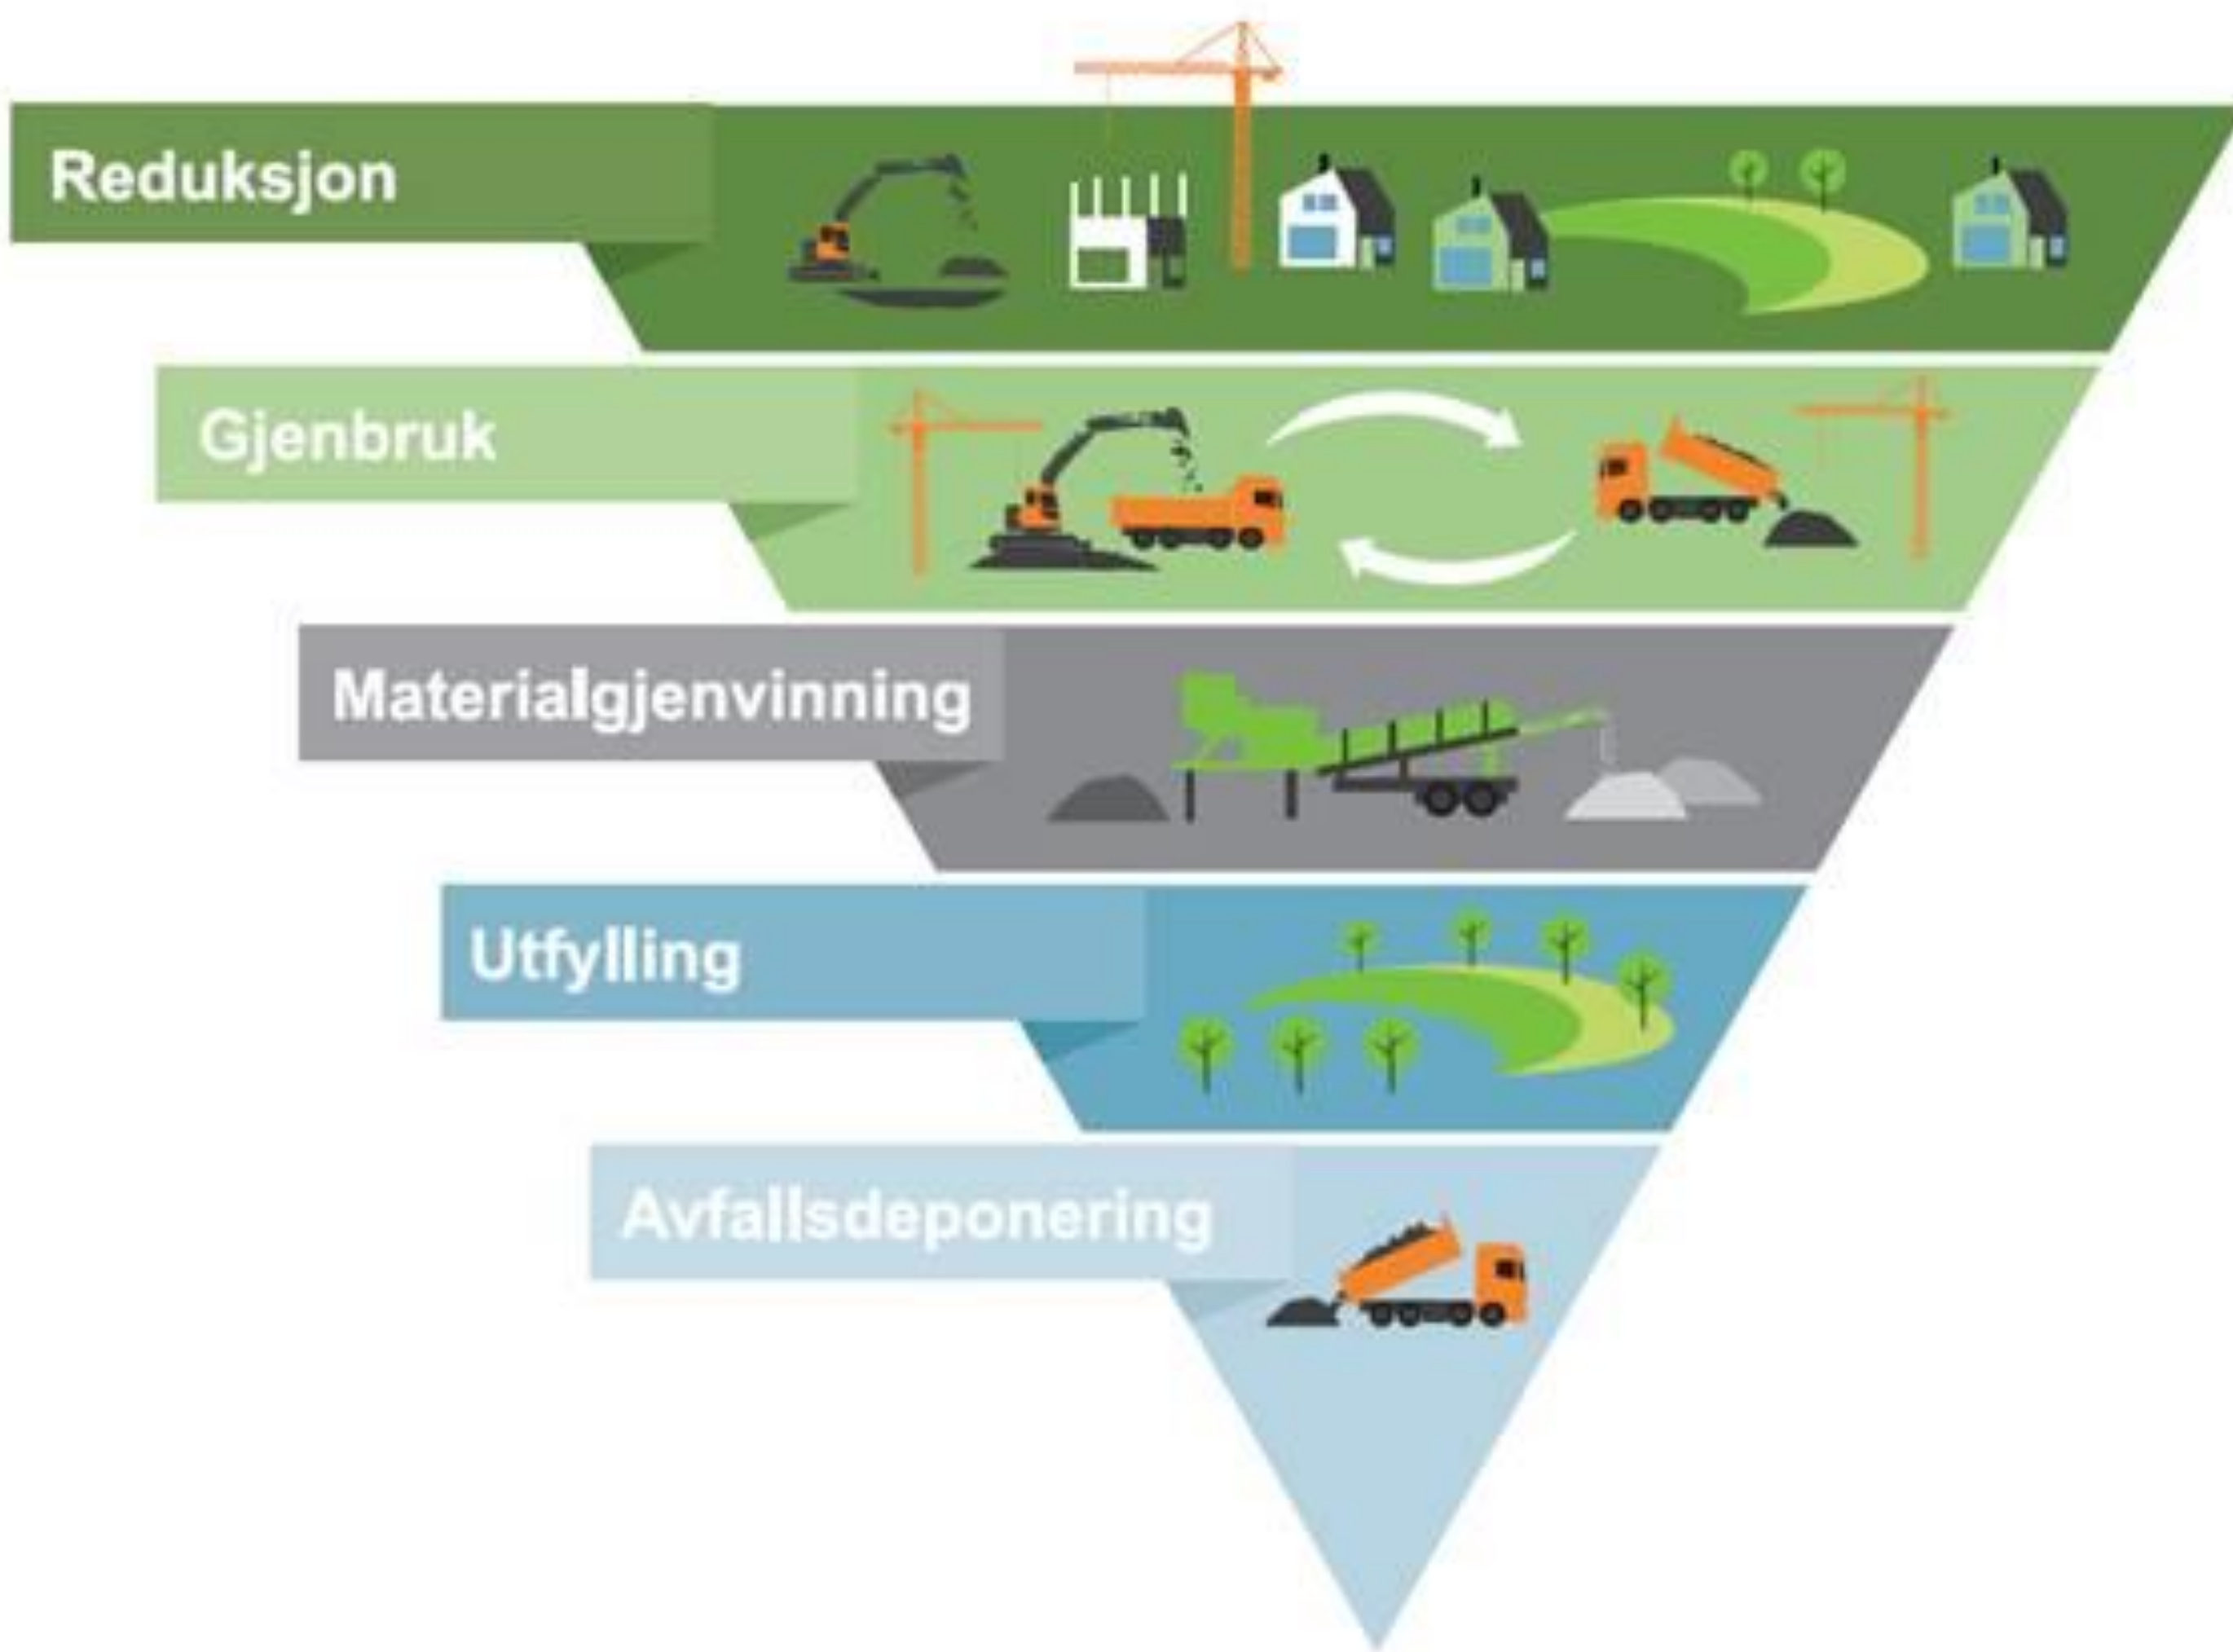 Reduksjon
Gjenbruk
Materialgjenvinning
Utfylling
Avfallsdeponering